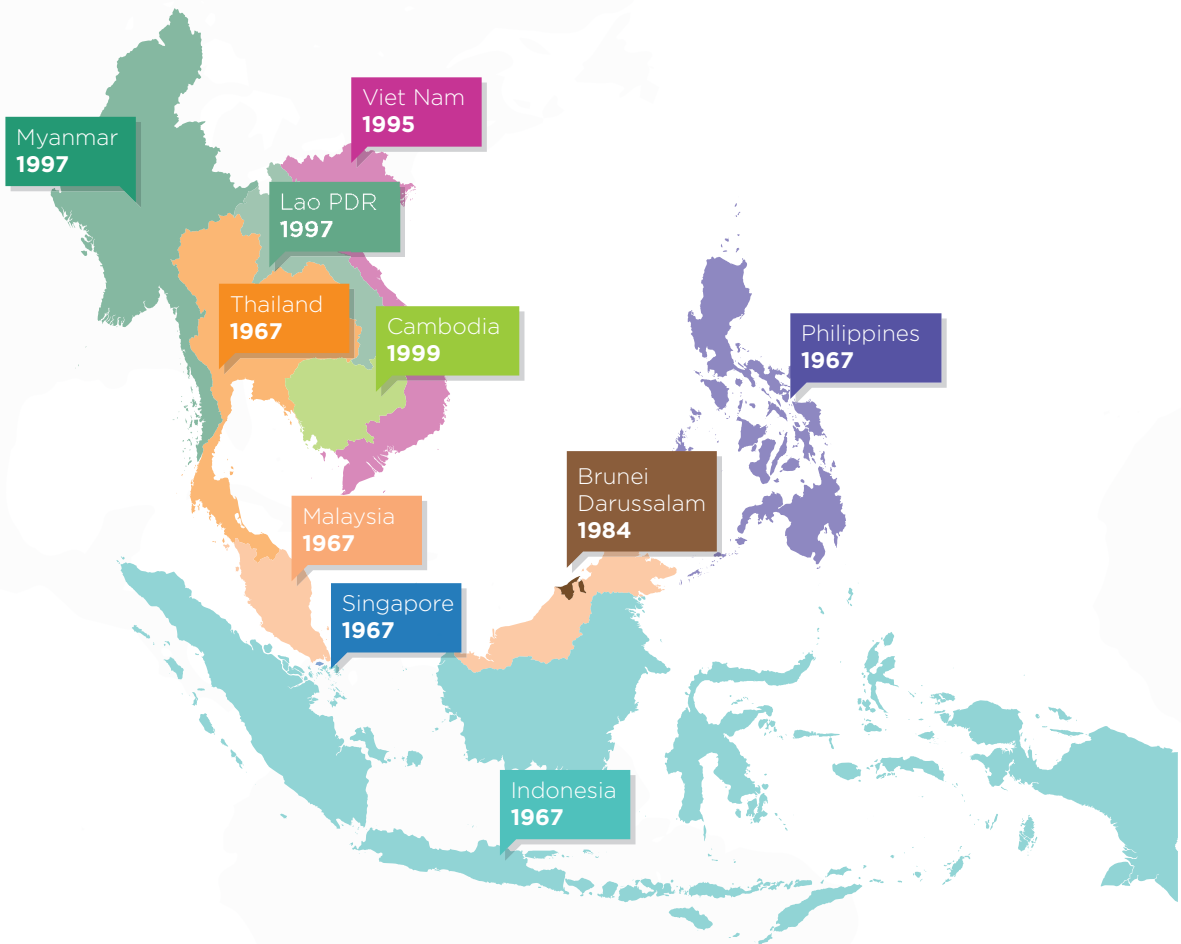 Viet Nam
1995
Myanmar
1997
Lao PDR
1997
Thailand
1967
Cambodia
1999
Philippines
1967
Brunei
Darussalam
1984
Malaysia
1967
Singapore
1967
Indonesia
1967